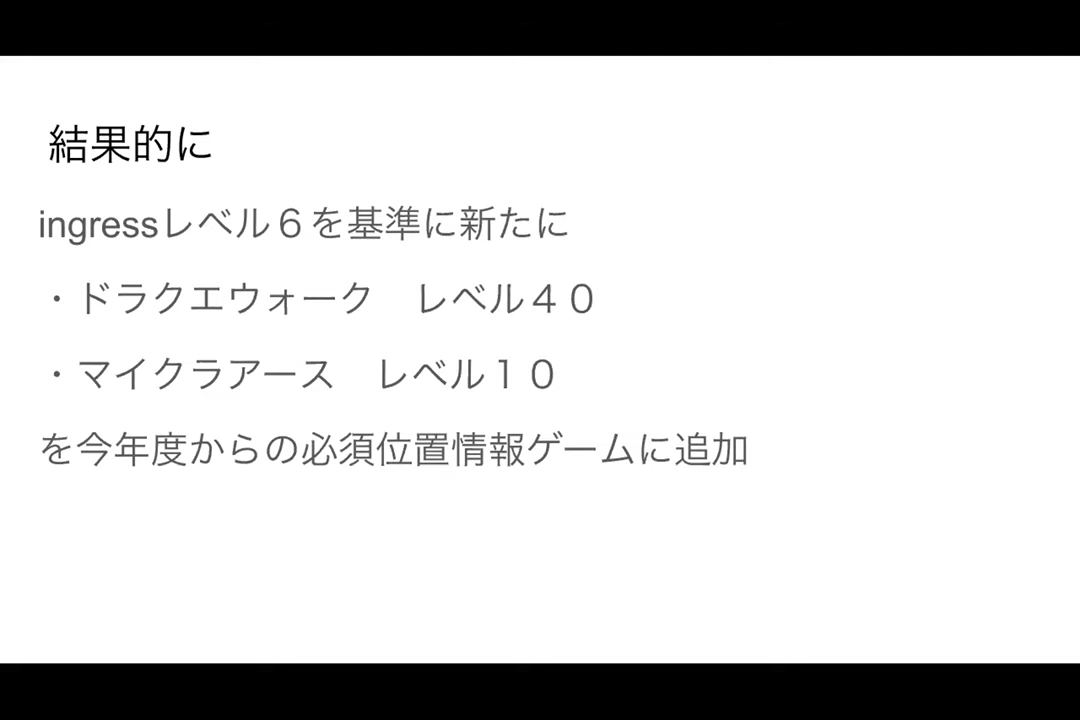 結果的に
ingressレベル６を基準に新たに
・ドラクエウォーク　レベル４０
・マイクラアース　レベル１０
を今年度からの必須位置情報ゲームに追加